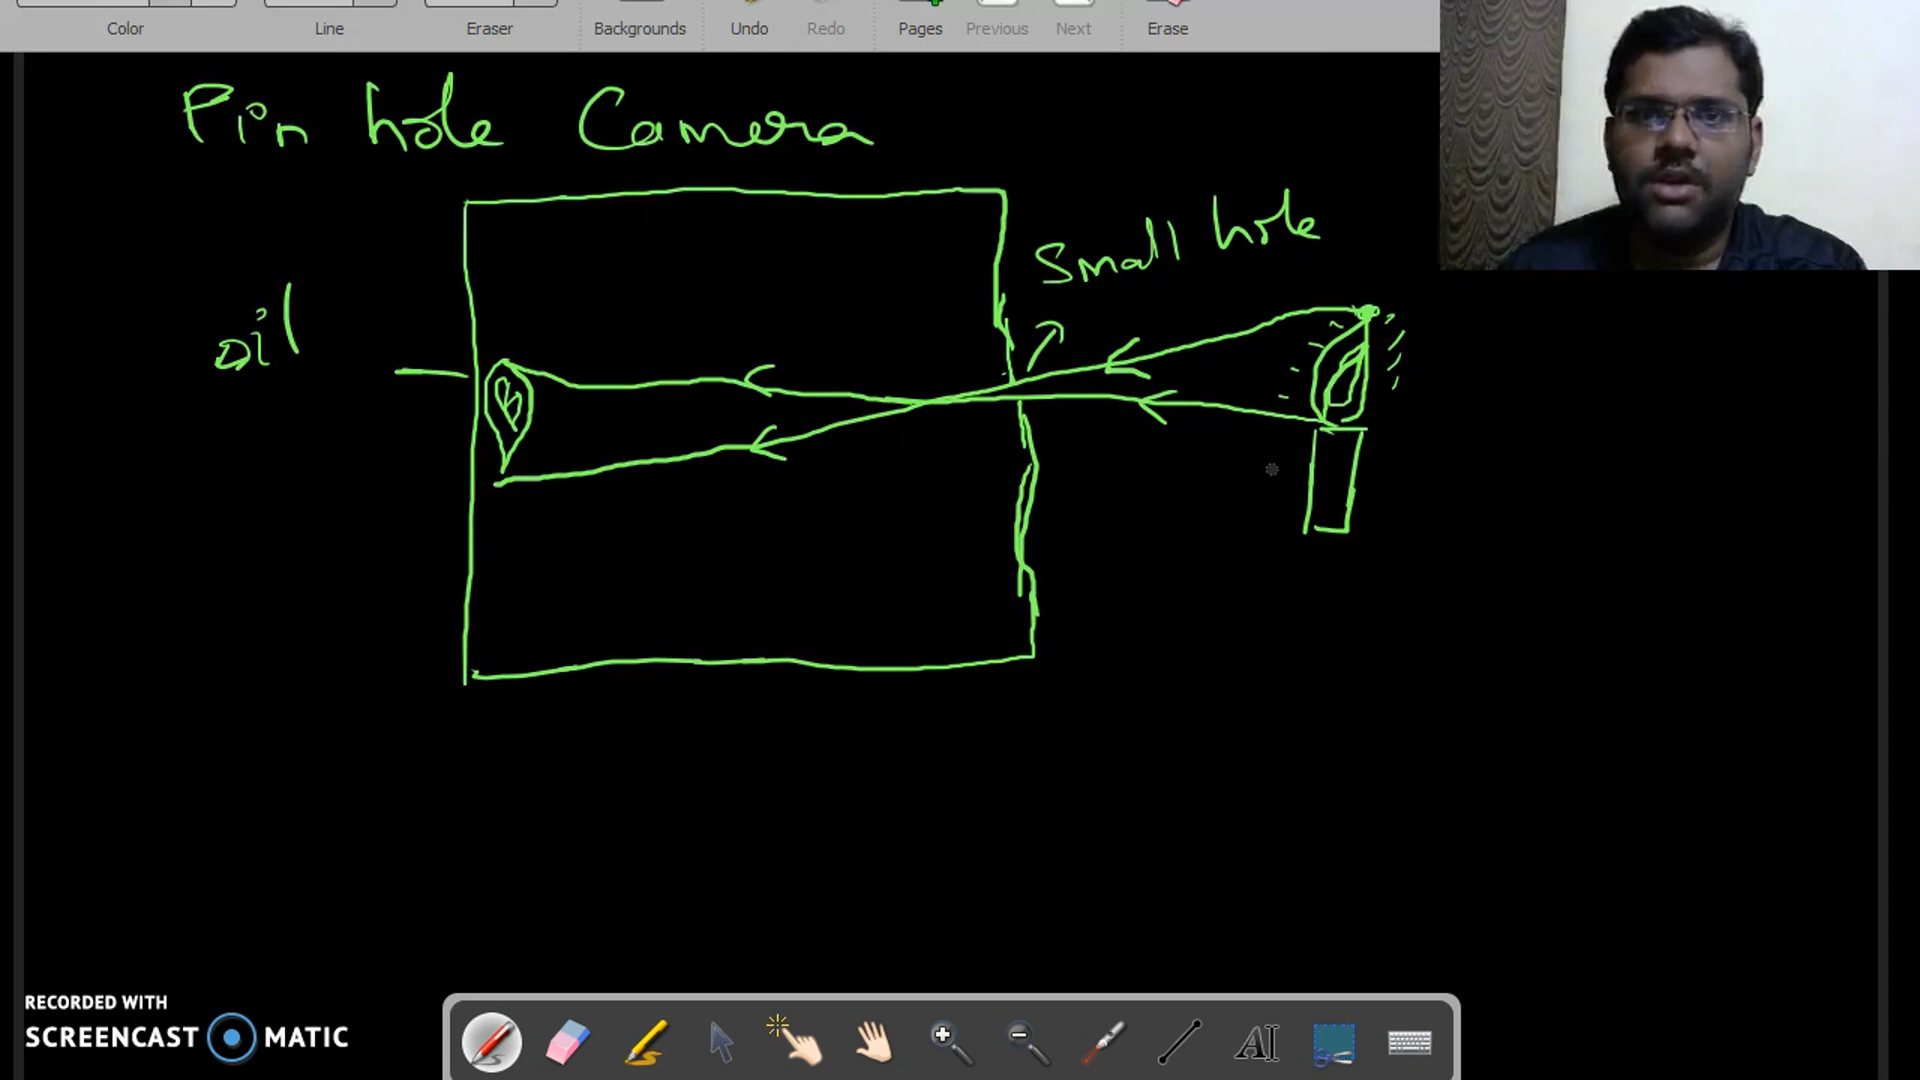 Color Line Eraser Backgrounds Undo Redo Pages Previous Next Erase
Pin hole Camera
Small hole
oil
RECORDED WITH
SCREENCAST MATIC
AI